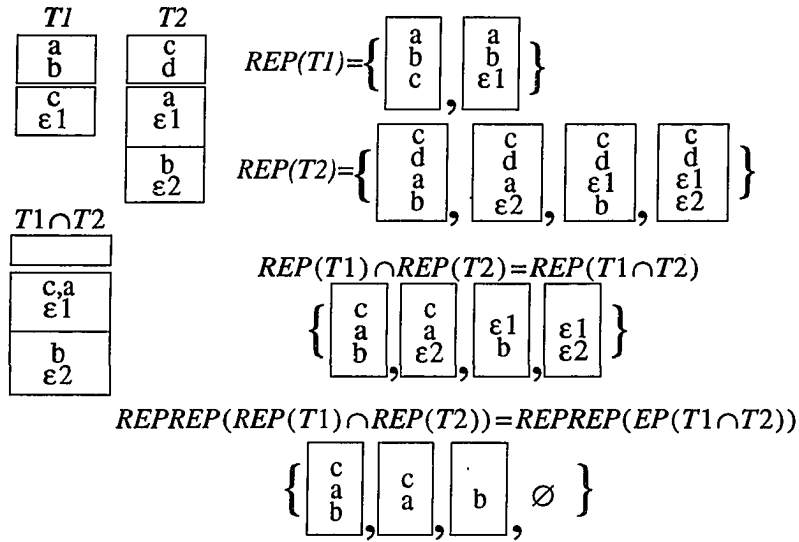 T1 T2
a
b
c
ε1
c
d
a
ε1
b
ε2
REP(T1)={
a
b
c
,
a
b
ε1
}
REP(T2)={
c
d
a
b
,
c
d
a
ε2
,
c
d
ε1
b
,
c
d
ε1
ε2
}
T1∩T2
c,a
ε1
b
ε2
REP(T1)∩REP(T2)=REP(T1∩T2)
{
c
a
b
,
c
a
ε2
,
ε1
b
,
ε1
ε2
}
REPREP(REP(T1)∩REP(T2))=REPREP(EP(T1∩T2))
{
c
a
b
,
c
a
,
b
, ∅ }